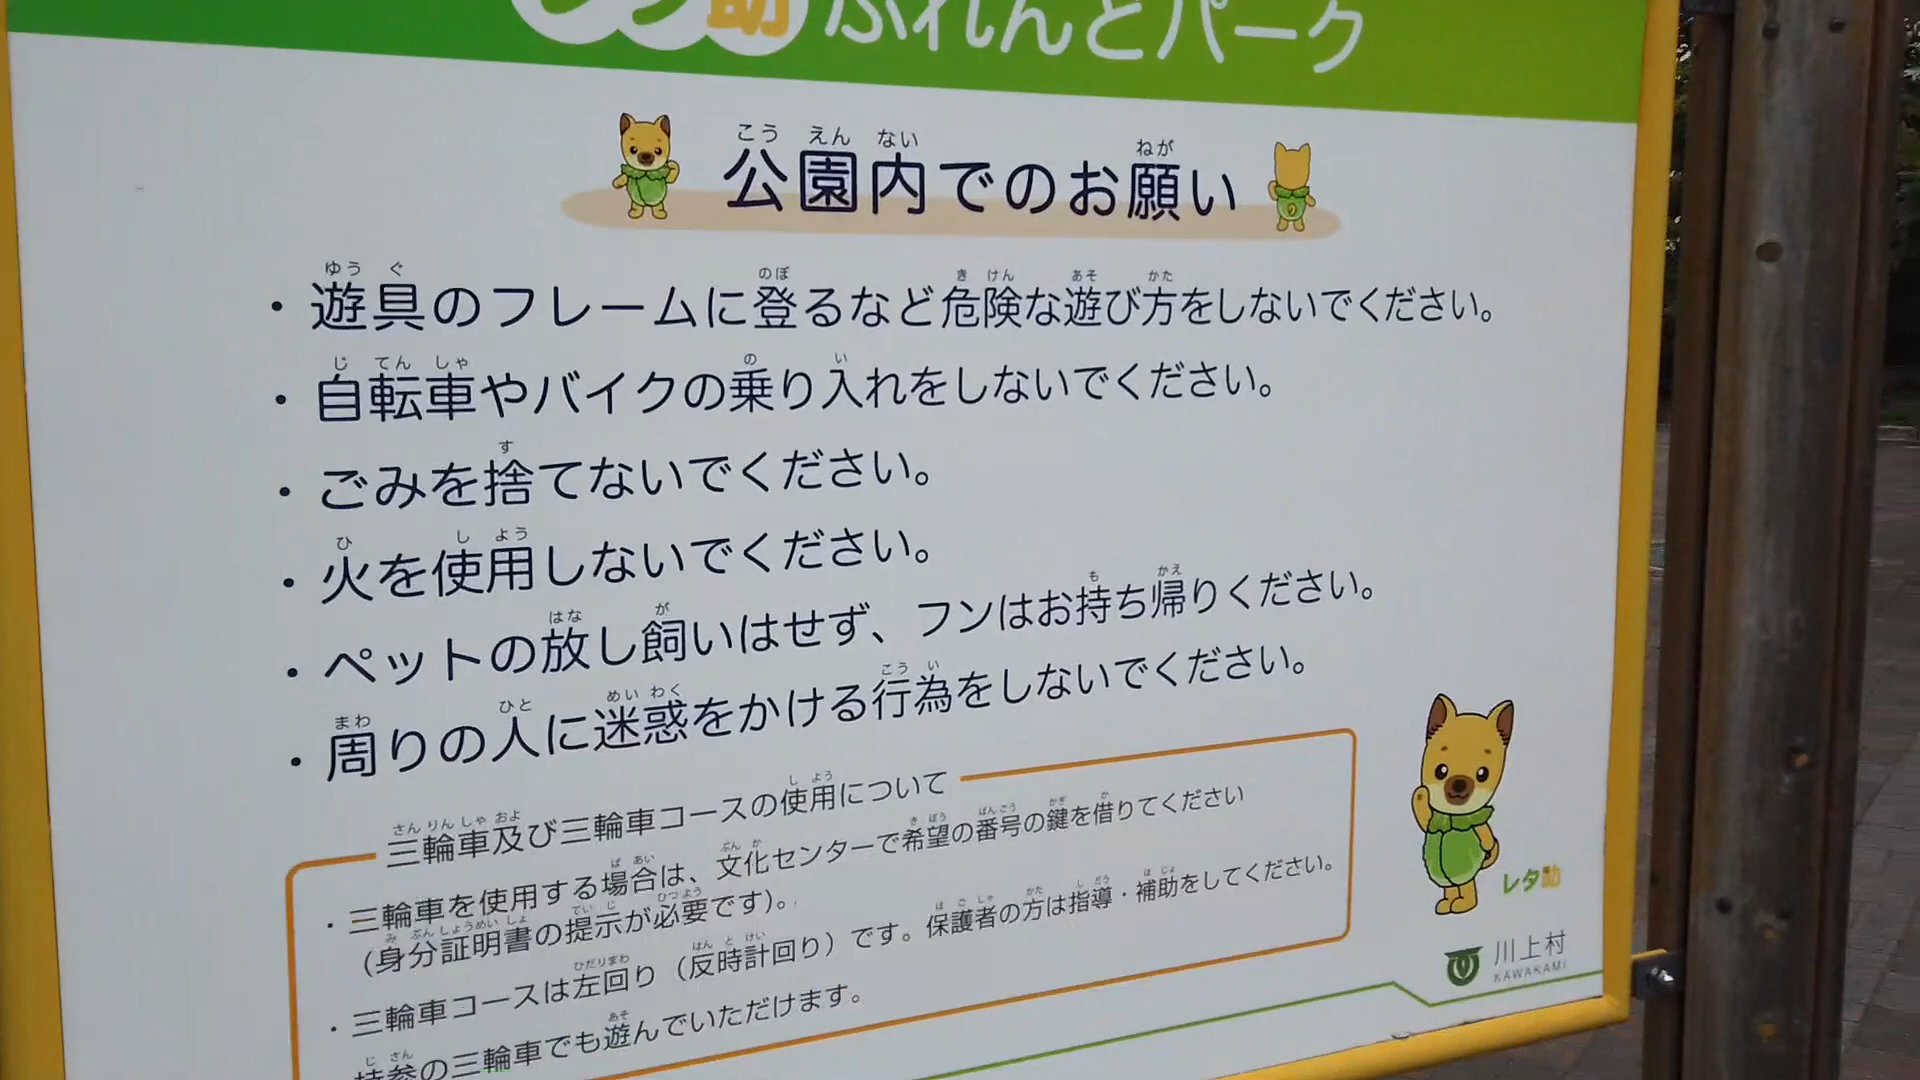 レタ助 ふれんどパーク
公園内でのお願い
・遊具のフレームに登るなど危険な遊び方をしないでください。
・自転車やバイクの乗り入れをしないでください。
・ごみを捨てないでください。
・火を使用しないでください。
・ペットの放し飼いはせず、フンはお持ち帰りください。
・周りの人に迷惑をかける行為をしないでください。
三輪車及び三輪車コースの使用について
・三輪車を使用する場合は、文化センターで希望の番号の鍵を借りてください
（身分証明書の提示が必要です）。
・三輪車コースは左回り（反時計回り）です。保護者の方は指導・補助をしてください。
持参の三輪車でも遊んでいただけます。
レタ助
川上村
KAWAKAMI